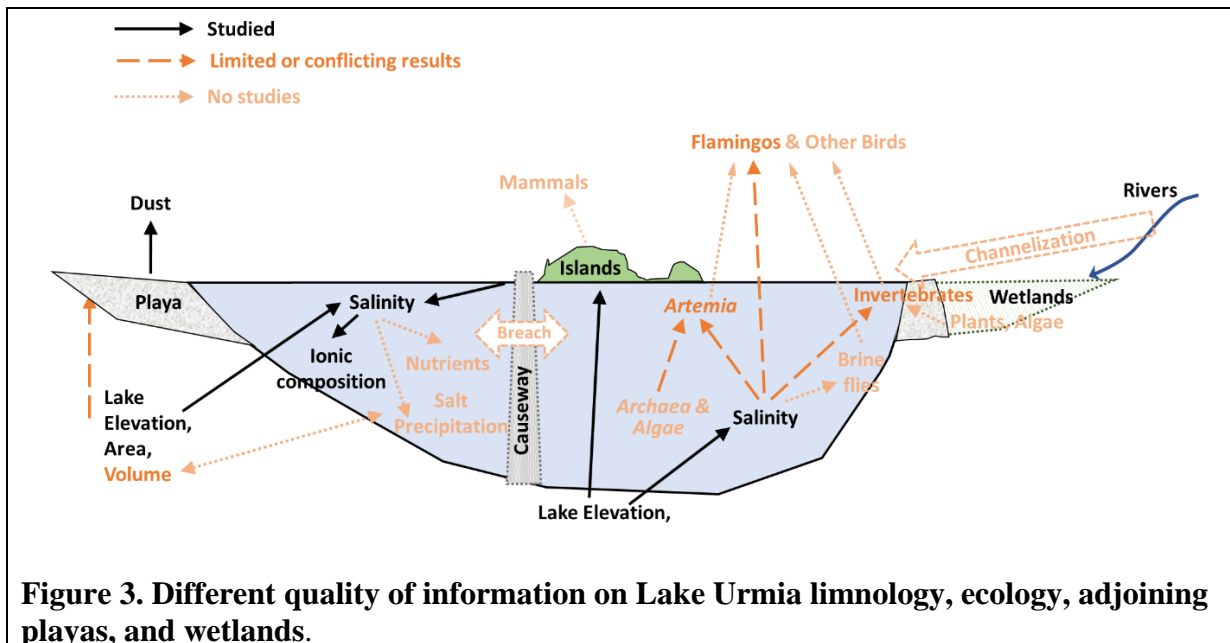 Studied
Limited or conflicting results
No studies
Flamingos & Other Birds
Mammals
Rivers
Dust
Channelization
Islands
Playa
Salinity
Artemia
Invertebrates
Wetlands
Plants, Algae
Breach
Ionic
composition
Nutrients
Brine
flies
Lake
Elevation,
Area,
Volume
Salt
Precipitation
Causeway
Archaea &
Algae
Salinity
Lake Elevation,
Figure 3. Different quality of information on Lake Urmia limnology, ecology, adjoining
playas, and wetlands.